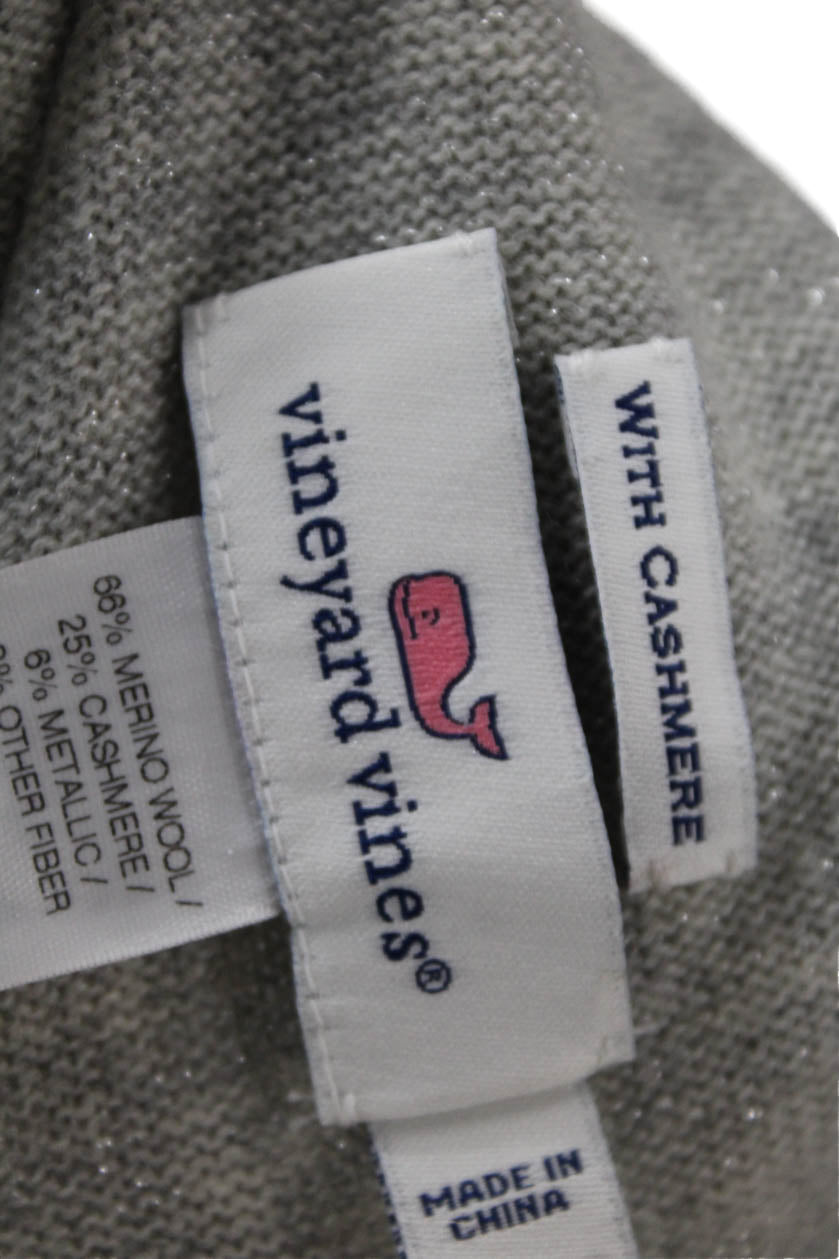 vineyard vines®
WITH CASHMERE
66% MERINO WOOL /
25% CASHMERE /
6% METALLIC /
% OTHER FIBER
MADE IN
CHINA